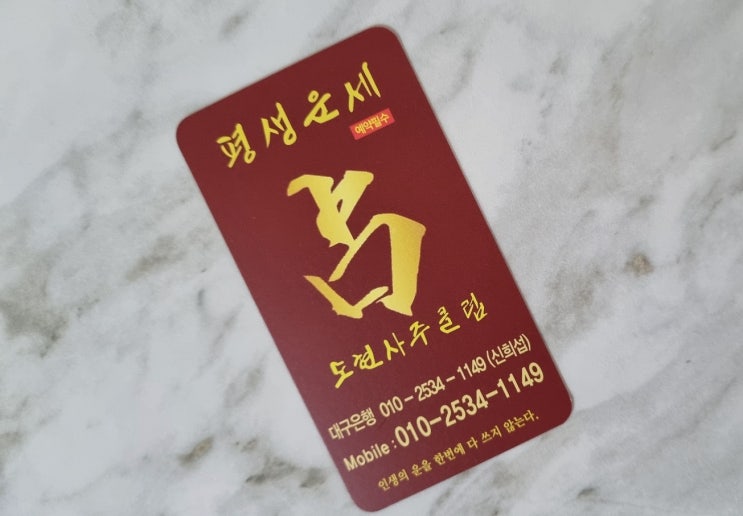 평생운세
예약필수
도현사주클럽
대구은행 010-2534-1149 (신희섭)
Mobile : 010-2534-1149
인생의 운을 한번에 다 쓰지 않는다.